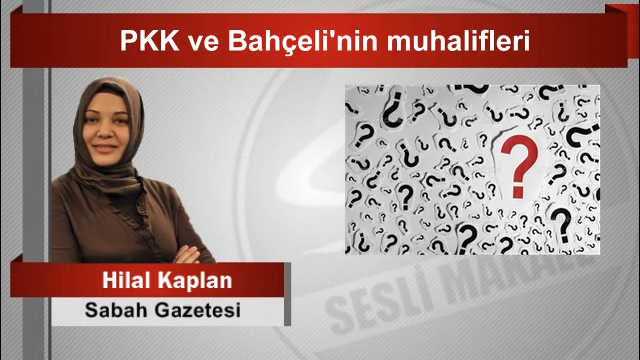 PKK ve Bahçeli'nin muhalifleri
Hilal Kaplan
Sabah Gazetesi
SESLİ MAKALE